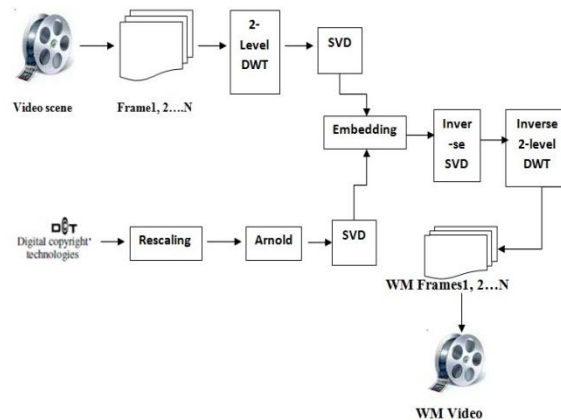 2-
Level
DWT
SVD
Video scene
Frame1, 2….N
Embedding
Inver
-se
SVD
Inverse
2-level
DWT
DCT
Digital copyright
technologies
Rescaling
Arnold
SVD
WM Frames1, 2…N
WM Video